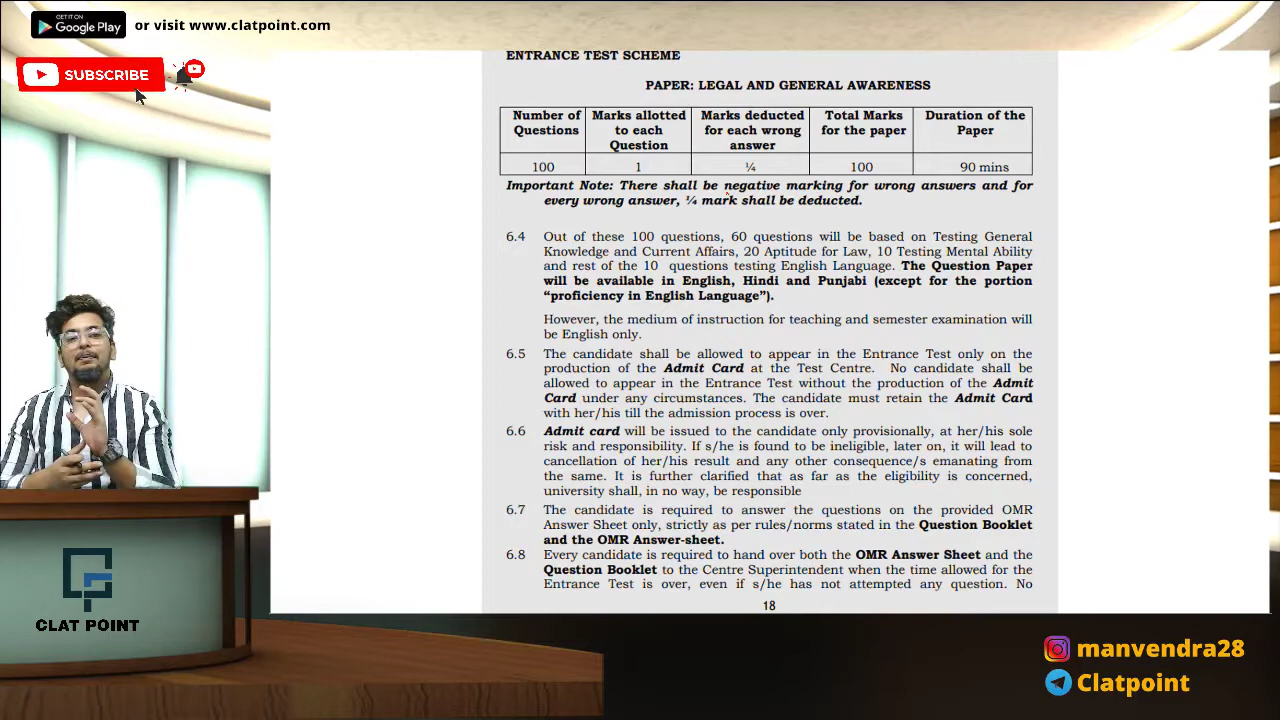 GET IT ON
Google Play
or visit www.clatpoint.com
SUBSCRIBE
ENTRANCE TEST SCHEME
PAPER: LEGAL AND GENERAL AWARENESS
Number of Questions | Marks allotted to each Question | Marks deducted for each wrong answer | Total Marks for the paper | Duration of the Paper
100 | 1 | ¼ | 100 | 90 mins
Important Note: There shall be negative marking for wrong answers and for
every wrong answer, ¼ mark shall be deducted.
6.4 Out of these 100 questions, 60 questions will be based on Testing General
Knowledge and Current Affairs, 20 Aptitude for Law, 10 Testing Mental Ability
and rest of the 10 questions testing English Language. The Question Paper
will be available in English, Hindi and Punjabi (except for the portion
“proficiency in English Language”).
However, the medium of instruction for teaching and semester examination will
be English only.
6.5 The candidate shall be allowed to appear in the Entrance Test only on the
production of the Admit Card at the Test Centre. No candidate shall be
allowed to appear in the Entrance Test without the production of the Admit
Card under any circumstances. The candidate must retain the Admit Card
with her/his till the admission process is over.
6.6 Admit card will be issued to the candidate only provisionally, at her/his sole
risk and responsibility. If s/he is found to be ineligible, later on, it will lead to
cancellation of her/his result and any other consequence/s emanating from
the same. It is further clarified that as far as the eligibility is concerned,
university shall, in no way, be responsible
6.7 The candidate is required to answer the questions on the provided OMR
Answer Sheet only, strictly as per rules/norms stated in the Question Booklet
and the OMR Answer-sheet.
6.8 Every candidate is required to hand over both the OMR Answer Sheet and the
Question Booklet to the Centre Superintendent when the time allowed for the
Entrance Test is over, even if s/he has not attempted any question. No
18
CLAT POINT
manvendra28
Clatpoint